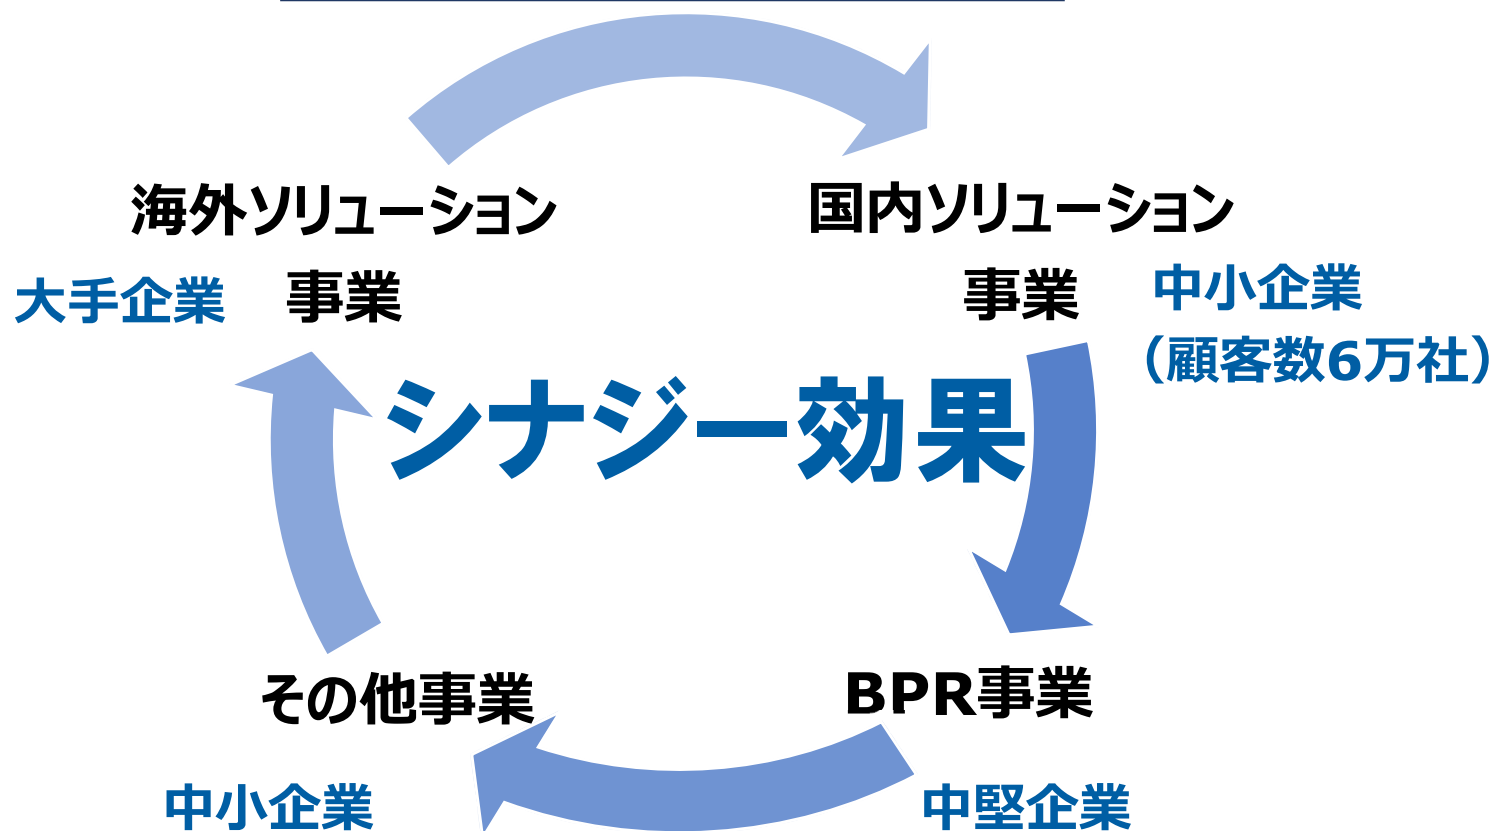 海外ソリューション
事業
大手企業
国内ソリューション
事業
中小企業
（顧客数6万社）
シナジー効果
その他事業
中小企業
BPR事業
中堅企業